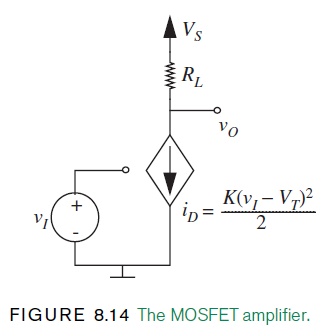 V_S
R_L
v_O
+
v_I
-
i_D = K(v_I – V_T)² / 2
FIGURE 8.14 The MOSFET amplifier.